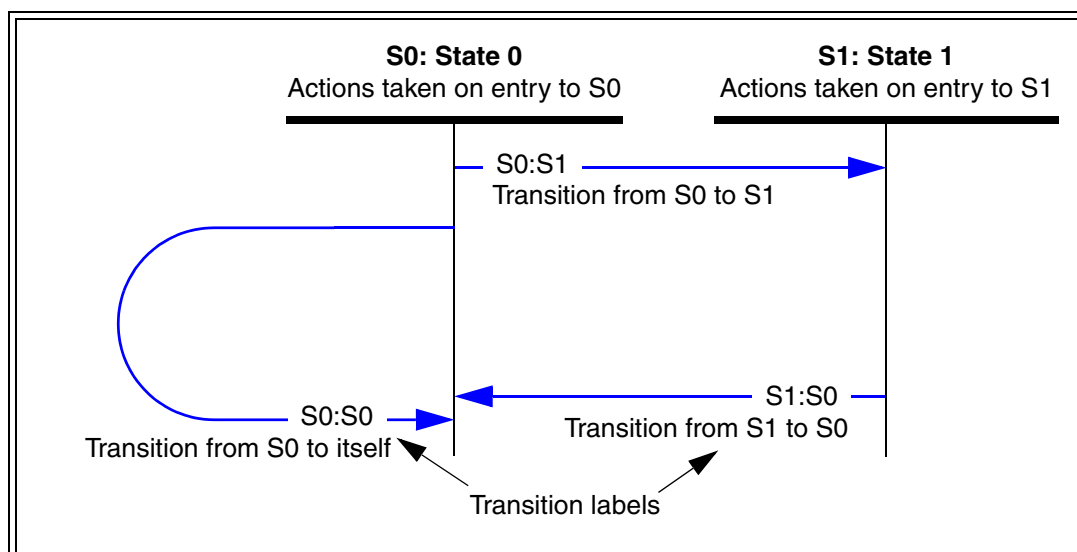 S0: State 0
Actions taken on entry to S0
S1: State 1
Actions taken on entry to S1
S0:S1
Transition from S0 to S1
S1:S0
Transition from S1 to S0
S0:S0
Transition from S0 to itself
Transition labels